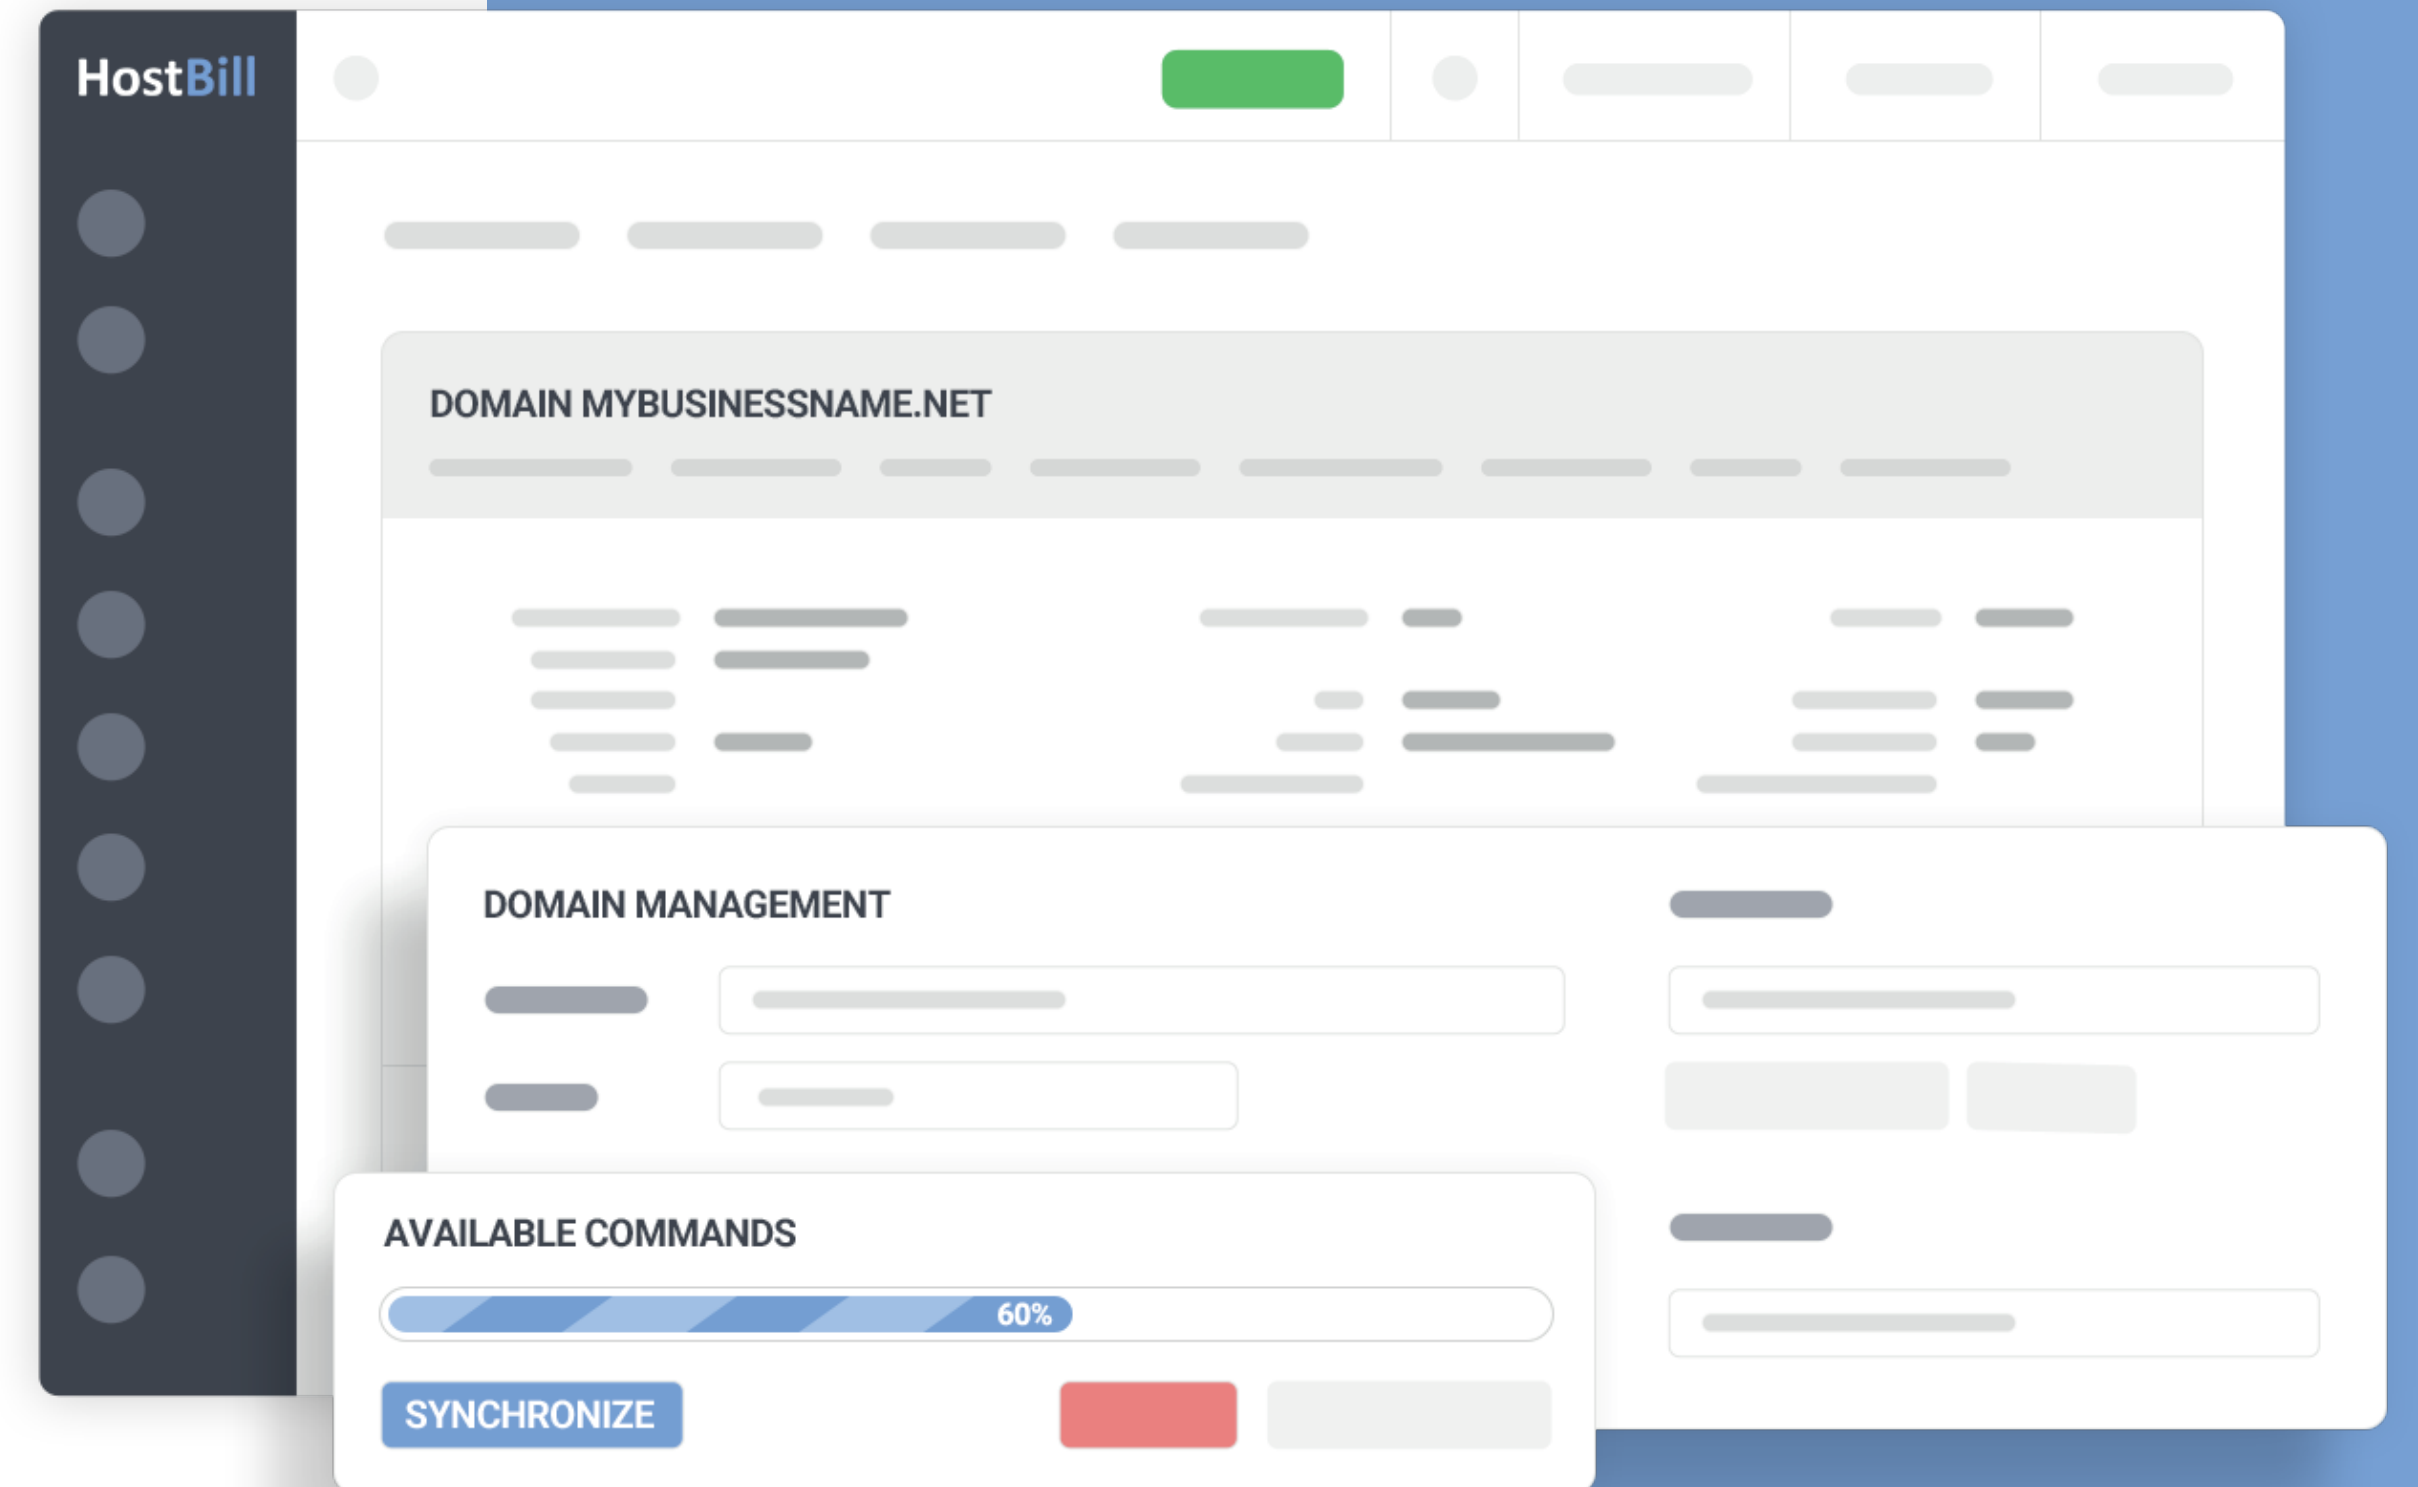 HostBill
DOMAIN MYBUSINESSNAME.NET
DOMAIN MANAGEMENT
AVAILABLE COMMANDS
60%
SYNCHRONIZE